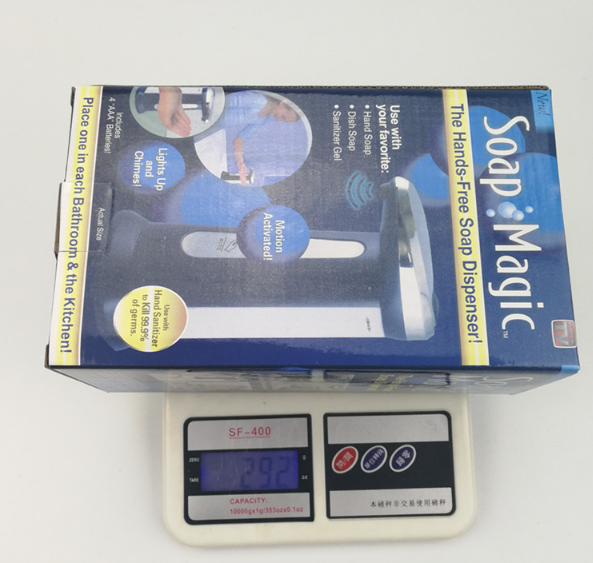 New!
Soap Magic™
The Hands-Free Soap Dispenser!
Use with
your favorite:
• Hand Soap
• Dish Soap
• Sanitizer Gel
Motion
Activated!
Lights Up
and
Chimes!
Includes
4 "AAA" Batteries!
Actual Size
Use with
Hand Sanitizer
to Kill 99.9%
of germs.
Place one in each Bathroom & the Kitchen!
SF-400
ZERO
TARE
292
CAPACITY:
10000gx1g/353ozx0.1oz
本磅秤非交易使用磅秤